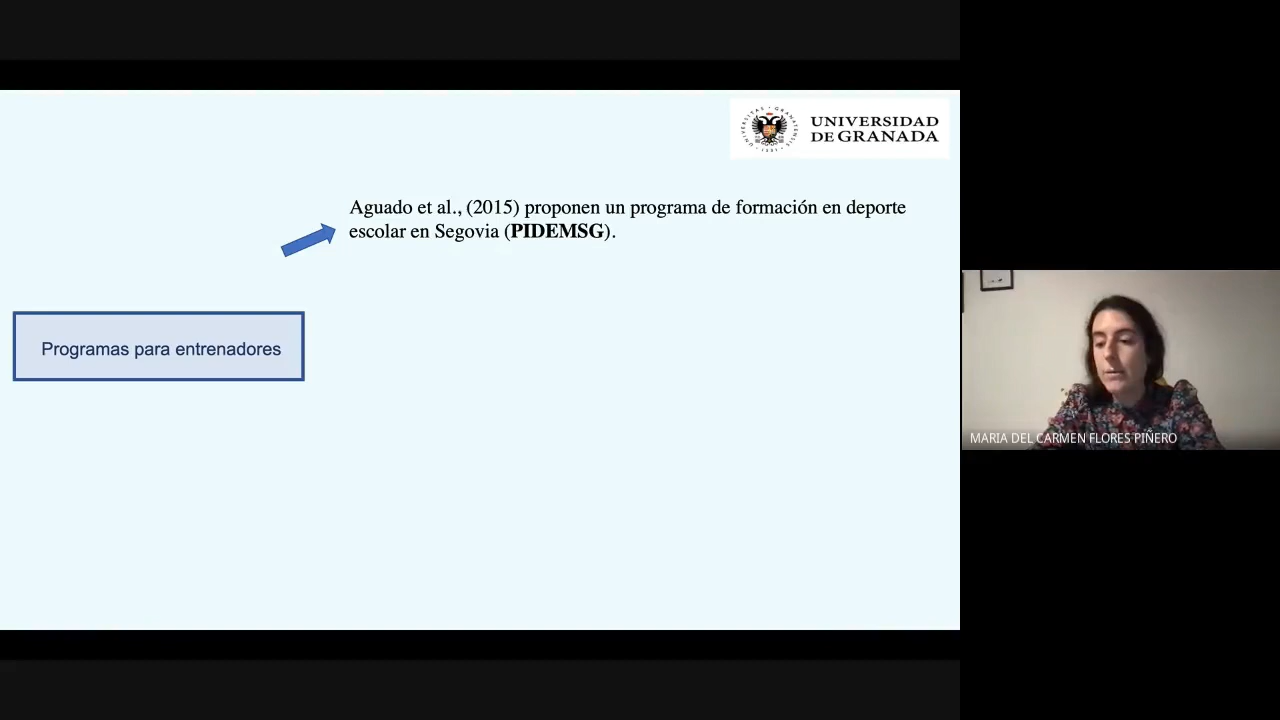 UNIVERSIDAD
DE GRANADA
Aguado et al., (2015) proponen un programa de formación en deporte
escolar en Segovia (PIDEMSG).
Programas para entrenadores
MARIA DEL CARMEN FLORES PIÑERO